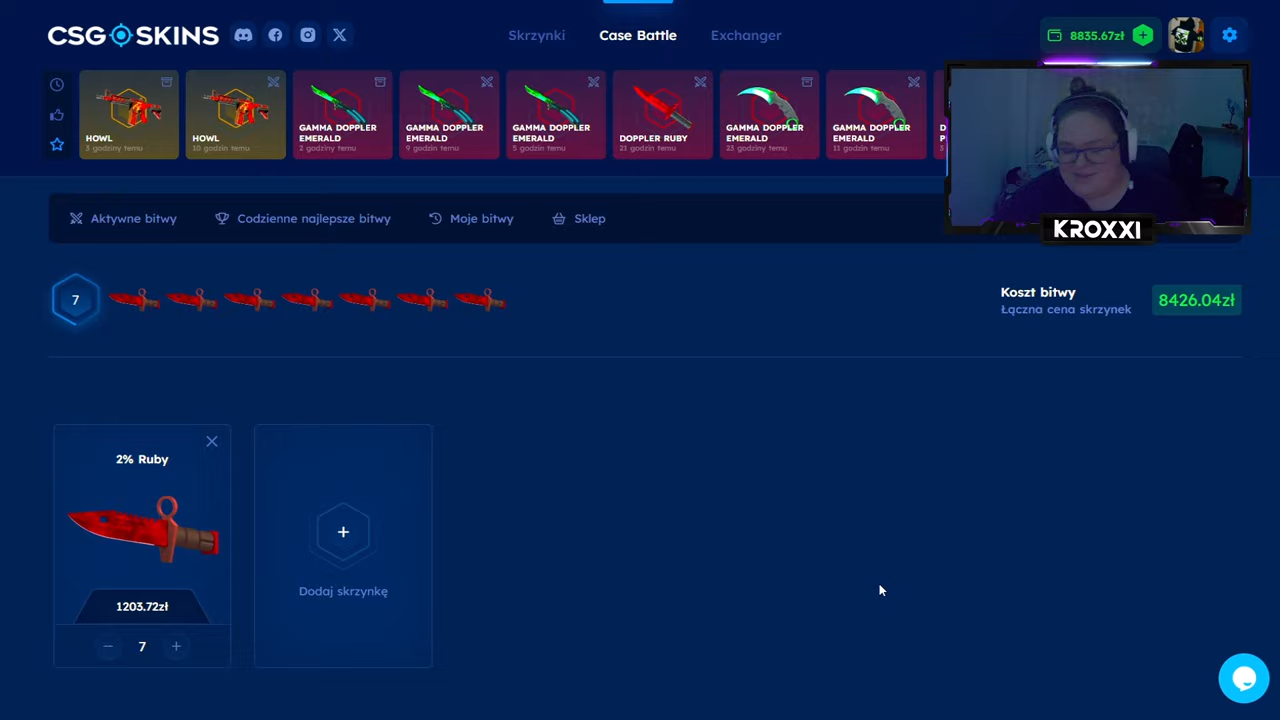 CSG SKINS
Skrzynki
Case Battle
Exchanger
8835.67zł
HOWL
3 godziny temu
HOWL
10 godzin temu
GAMMA DOPPLER
EMERALD
2 godziny temu
GAMMA DOPPLER
EMERALD
9 godzin temu
GAMMA DOPPLER
EMERALD
5 godzin temu
DOPPLER RUBY
21 godzin temu
GAMMA DOPPLER
EMERALD
23 godziny temu
GAMMA DOPPLER
EMERALD
11 godzin temu
KROXXI
Aktywne bitwy
Codzienne najlepsze bitwy
Moje bitwy
Sklep
7
Koszt bitwy
Łączna cena skrzynek
8426.04zł
2% Ruby
1203.72zł
7
Dodaj skrzynkę